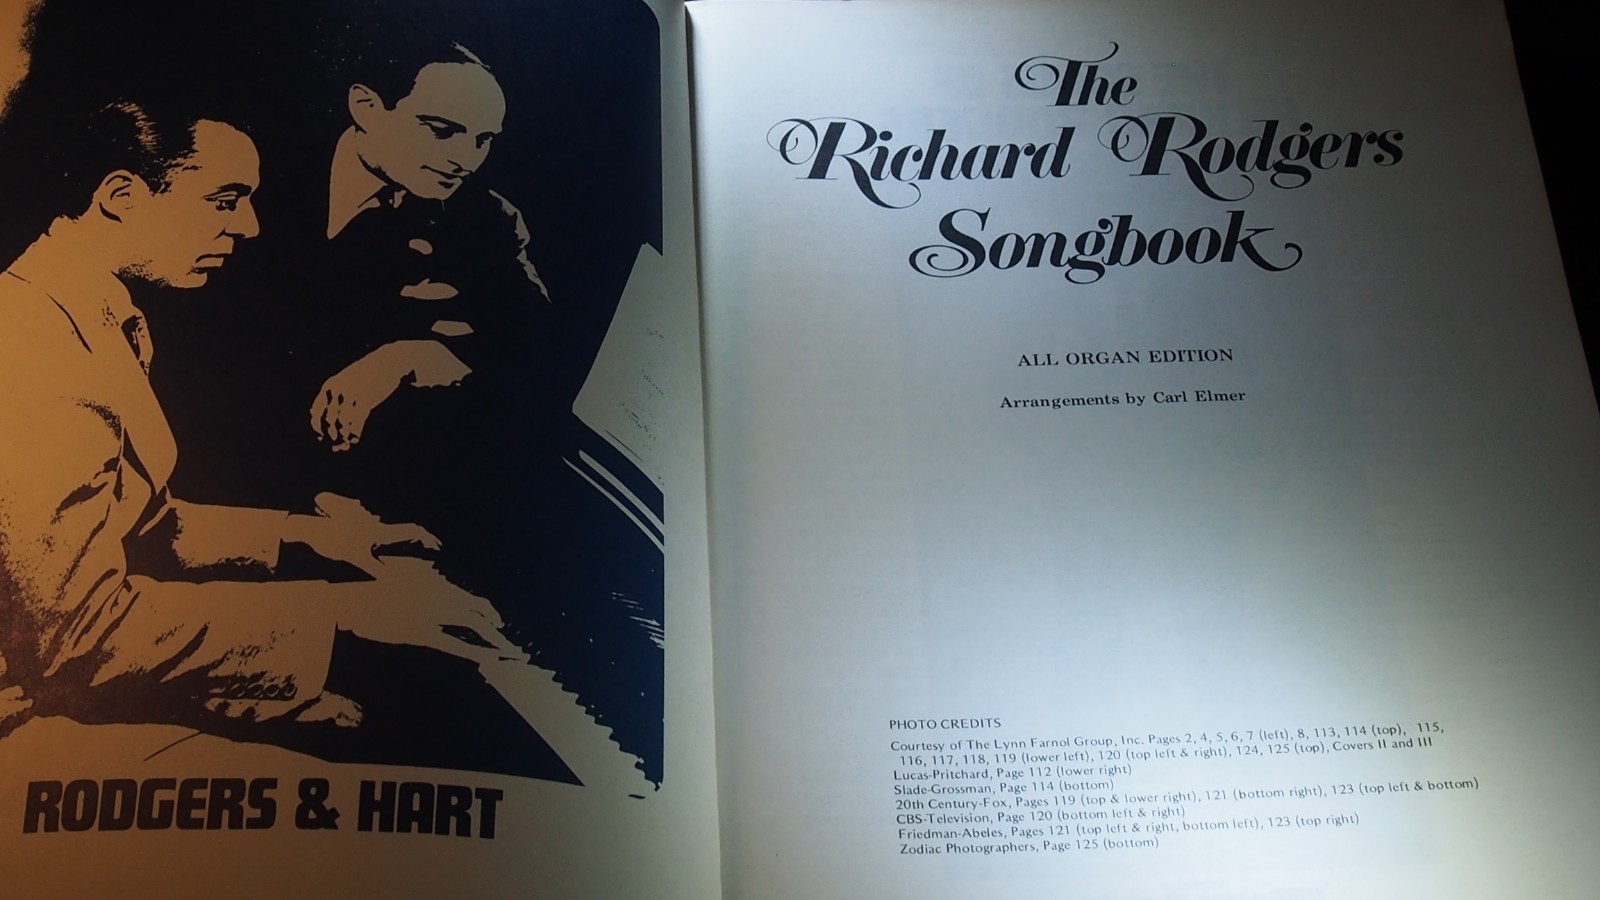 RODGERS & HART
The
Richard Rodgers
Songbook
ALL ORGAN EDITION
Arrangements by Carl Elmer
PHOTO CREDITS
Courtesy of The Lynn Farnol Group, Inc. Pages 2, 4, 5, 6, 7 (left), 8, 113, 114 (top), 115,
116, 117, 118, 119 (lower left), 120 (top left & right), 124, 125 (top), Covers II and III
Lucas-Pritchard, Page 112 (lower right)
Slade-Grossman, Page 114 (bottom)
20th Century-Fox, Pages 119 (top & lower right), 121 (bottom right), 123 (top left & bottom)
CBS-Television, Page 120 (bottom left & right)
Friedman-Abeles, Pages 121 (top left & right, bottom left), 123 (top right)
Zodiac Photographers, Page 125 (bottom)